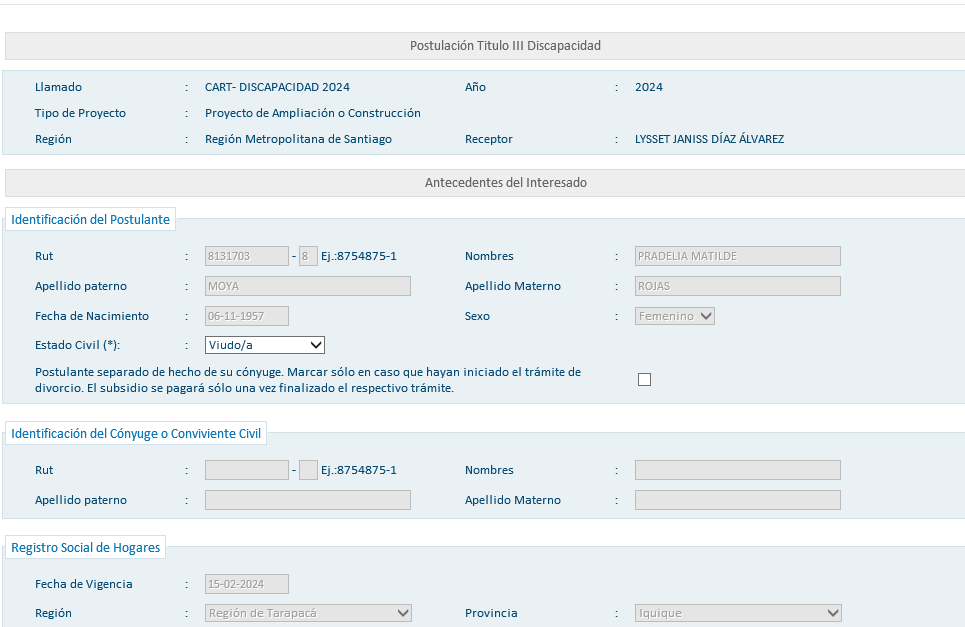 Postulación Titulo III Discapacidad
Llamado : CART- DISCAPACIDAD 2024 Año : 2024
Tipo de Proyecto : Proyecto de Ampliación o Construcción
Región : Región Metropolitana de Santiago Receptor : LYSSET JANISS DÍAZ ÁLVAREZ
Antecedentes del Interesado
Identificación del Postulante
Rut : 8131703 - 8 Ej.:8754875-1 Nombres : PRADELIA MATILDE
Apellido paterno : MOYA Apellido Materno : ROJAS
Fecha de Nacimiento : 06-11-1957 Sexo : Femenino
Estado Civil (*): : Viudo/a
Postulante separado de hecho de su cónyuge. Marcar sólo en caso que hayan iniciado el trámite de
divorcio. El subsidio se pagará sólo una vez finalizado el respectivo trámite.
Identificación del Cónyuge o Conviviente Civil
Rut : - Ej.:8754875-1 Nombres :
Apellido paterno : Apellido Materno :
Registro Social de Hogares
Fecha de Vigencia : 15-02-2024
Región : Región de Tarapacá Provincia : Iquique